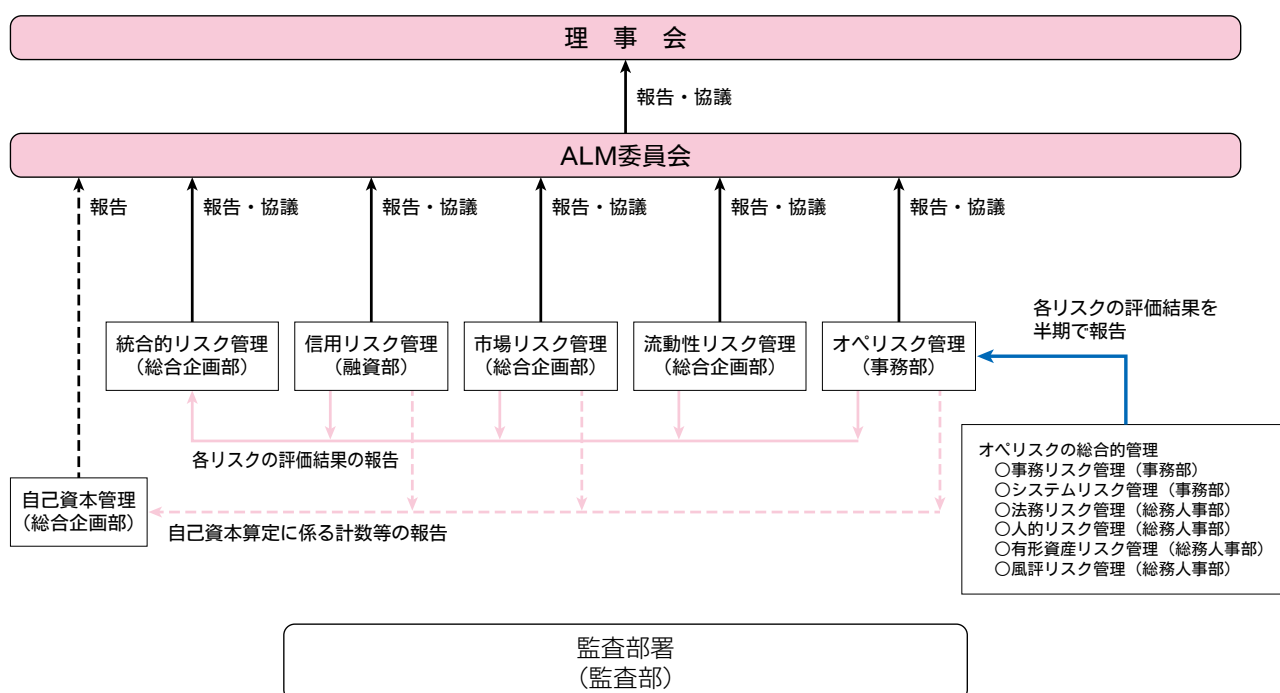 理 事 会
報告・協議
ALM委員会
報告
報告・協議
報告・協議
報告・協議
報告・協議
報告・協議
各リスクの評価結果を
半期で報告
統合的リスク管理
（総合企画部）
信用リスク管理
（融資部）
市場リスク管理
（総合企画部）
流動性リスク管理
（総合企画部）
オペリスク管理
（事務部）
各リスクの評価結果の報告
オペリスクの総合的管理
○事務リスク管理（事務部）
○システムリスク管理（事務部）
○法務リスク管理（総務人事部）
○人的リスク管理（総務人事部）
○有形資産リスク管理（総務人事部）
○風評リスク管理（総務人事部）
自己資本管理
（総合企画部）
自己資本算定に係る計数等の報告
監査部署
（監査部）